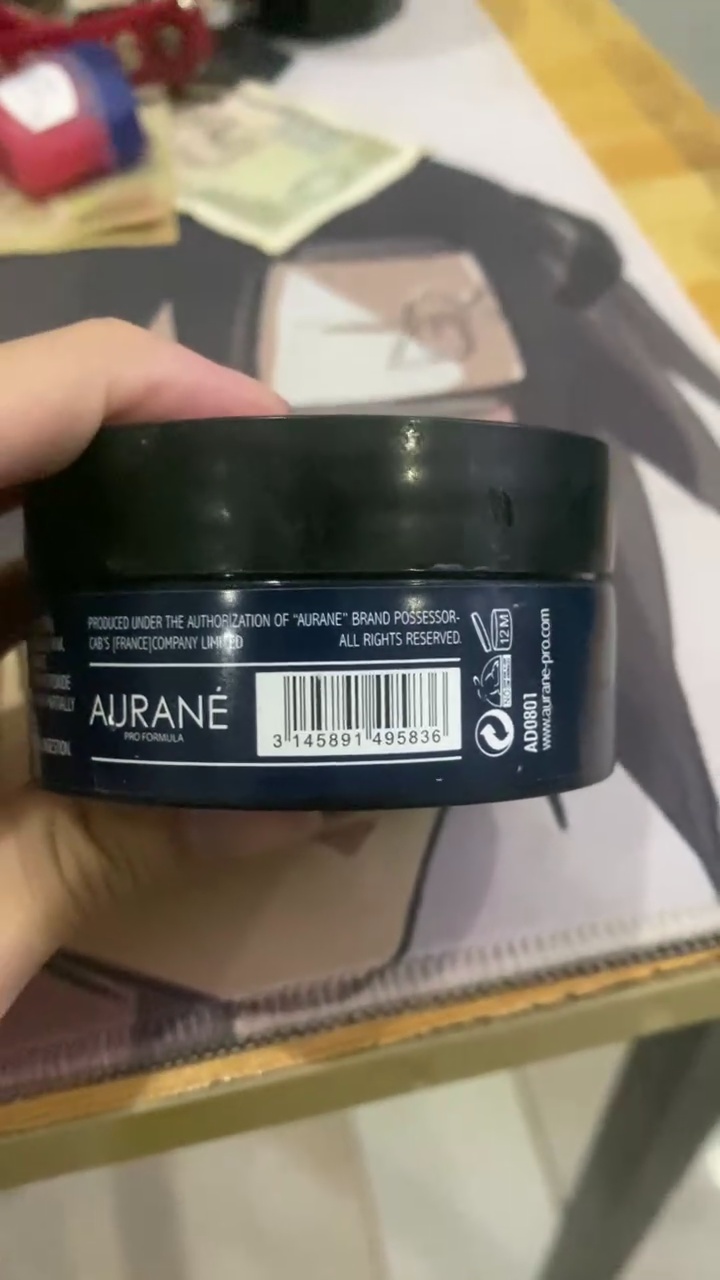 PRODUCED UNDER THE AUTHORIZATION OF "AURANE" BRAND POSSESSOR-
CAB'S [FRANCE]COMPANY LIMITED ALL RIGHTS RESERVED.
AURANÉ
PRO FORMULA
3 145891 495836
12M
AD0801
www.aurane-pro.com